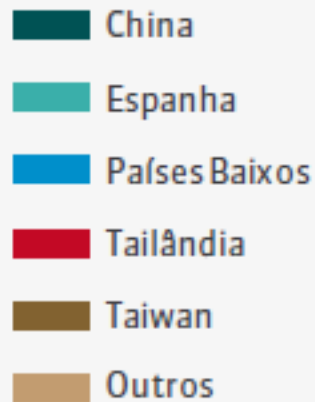 China
Espanha
Países Baixos
Tailândia
Taiwan
Outros